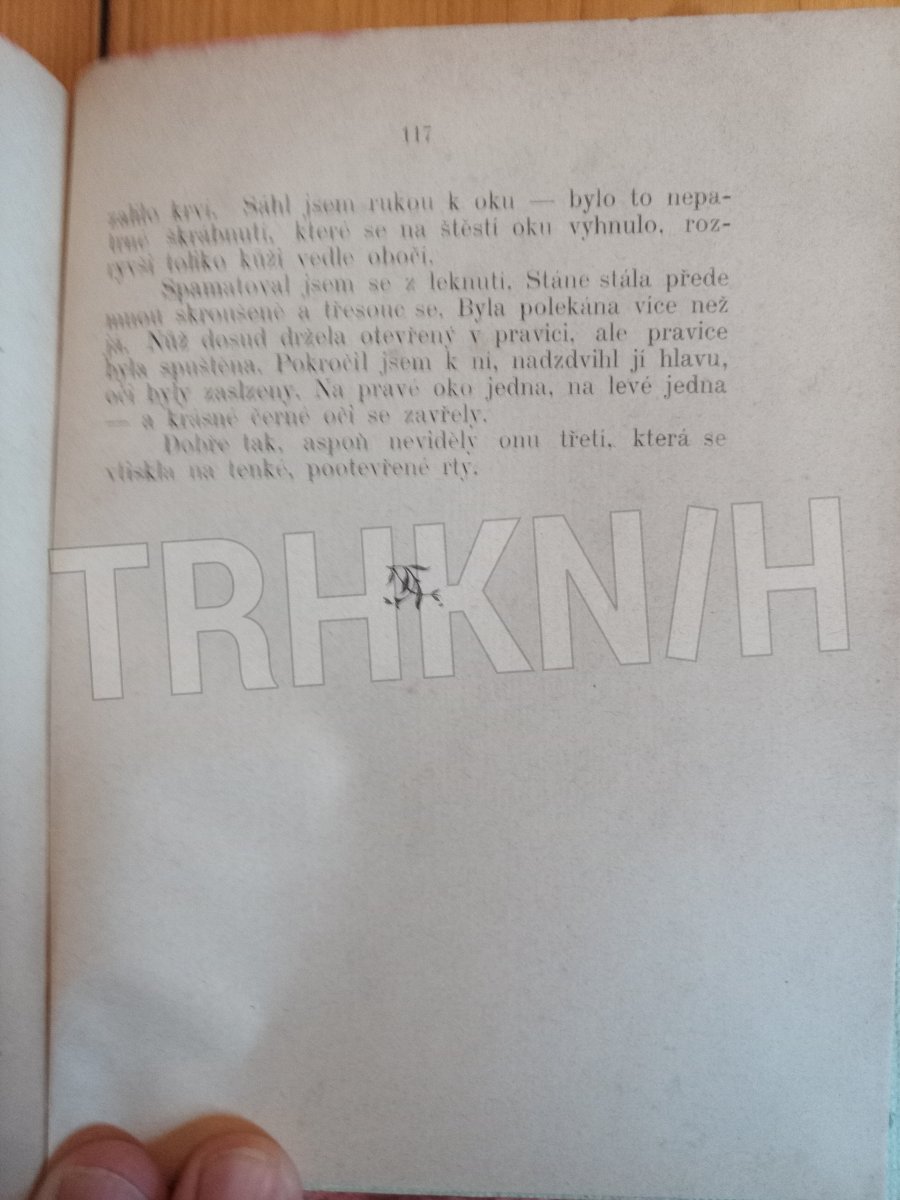 117
zalilo krví. Sáhl jsem rukou k oku — bylo to nepa-
trné škrábnutí, které se na štěstí oku vyhnulo, roz-
ryvší toliko kůži vedle obočí.
Spamatoval jsem se z leknutí. Stáne stála přede
mnou skroušeně a třesouc se. Byla polekána více než
já. Nůž dosud držela otevřený v pravici, ale pravice
byla spuštěna. Pokročil jsem k ní, nadzdvihl jí hlavu,
oči byly zaslzeny. Na pravé oko jedna, na levé jedna
— a krásné černé oči se zavřely.
Dobře tak, aspoň neviděly onu třetí, která se
vtiskla na tenké, pootevřené rty.
TRHKNIH